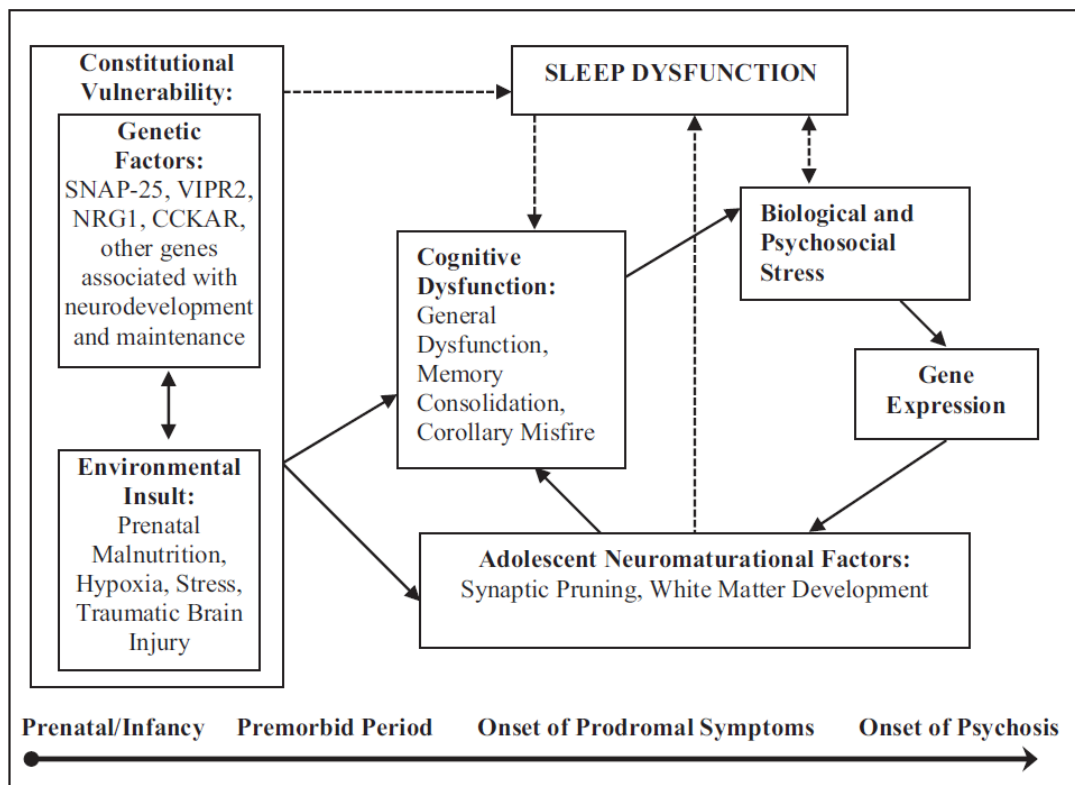 Constitutional
Vulnerability:
Genetic
Factors:
SNAP-25, VIPR2,
NRG1, CCKAR,
other genes
associated with
neurodevelopment
and maintenance
Environmental
Insult:
Prenatal
Malnutrition,
Hypoxia, Stress,
Traumatic Brain
Injury
SLEEP DYSFUNCTION
Cognitive
Dysfunction:
General
Dysfunction,
Memory
Consolidation,
Corollary Misfire
Biological and
Psychosocial
Stress
Gene
Expression
Adolescent Neuromaturational Factors:
Synaptic Pruning, White Matter Development
Prenatal/Infancy Premorbid Period Onset of Prodromal Symptoms Onset of Psychosis